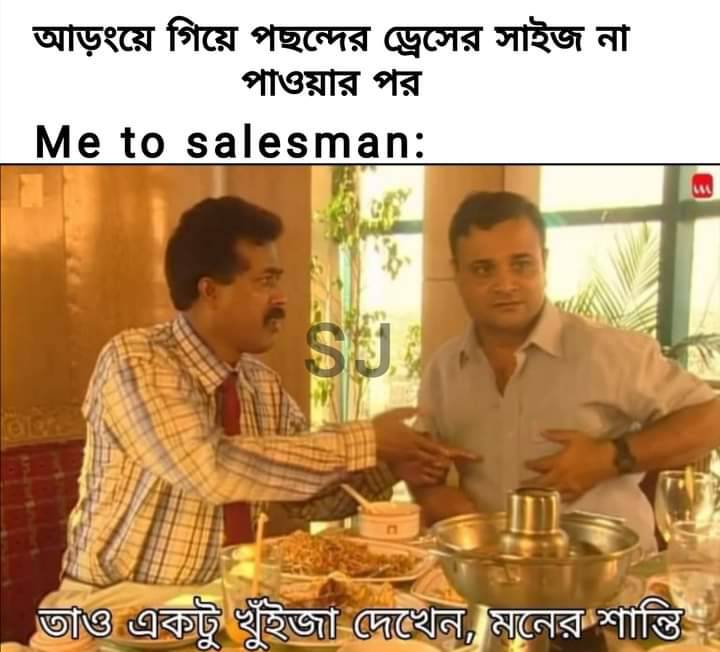 আড়ংয়ে গিয়ে পছন্দের ড্রেসের সাইজ না
পাওয়ার পর
Me to salesman:
SJ
তাও একটু খুঁইজা দেখেন, মনের শান্তি